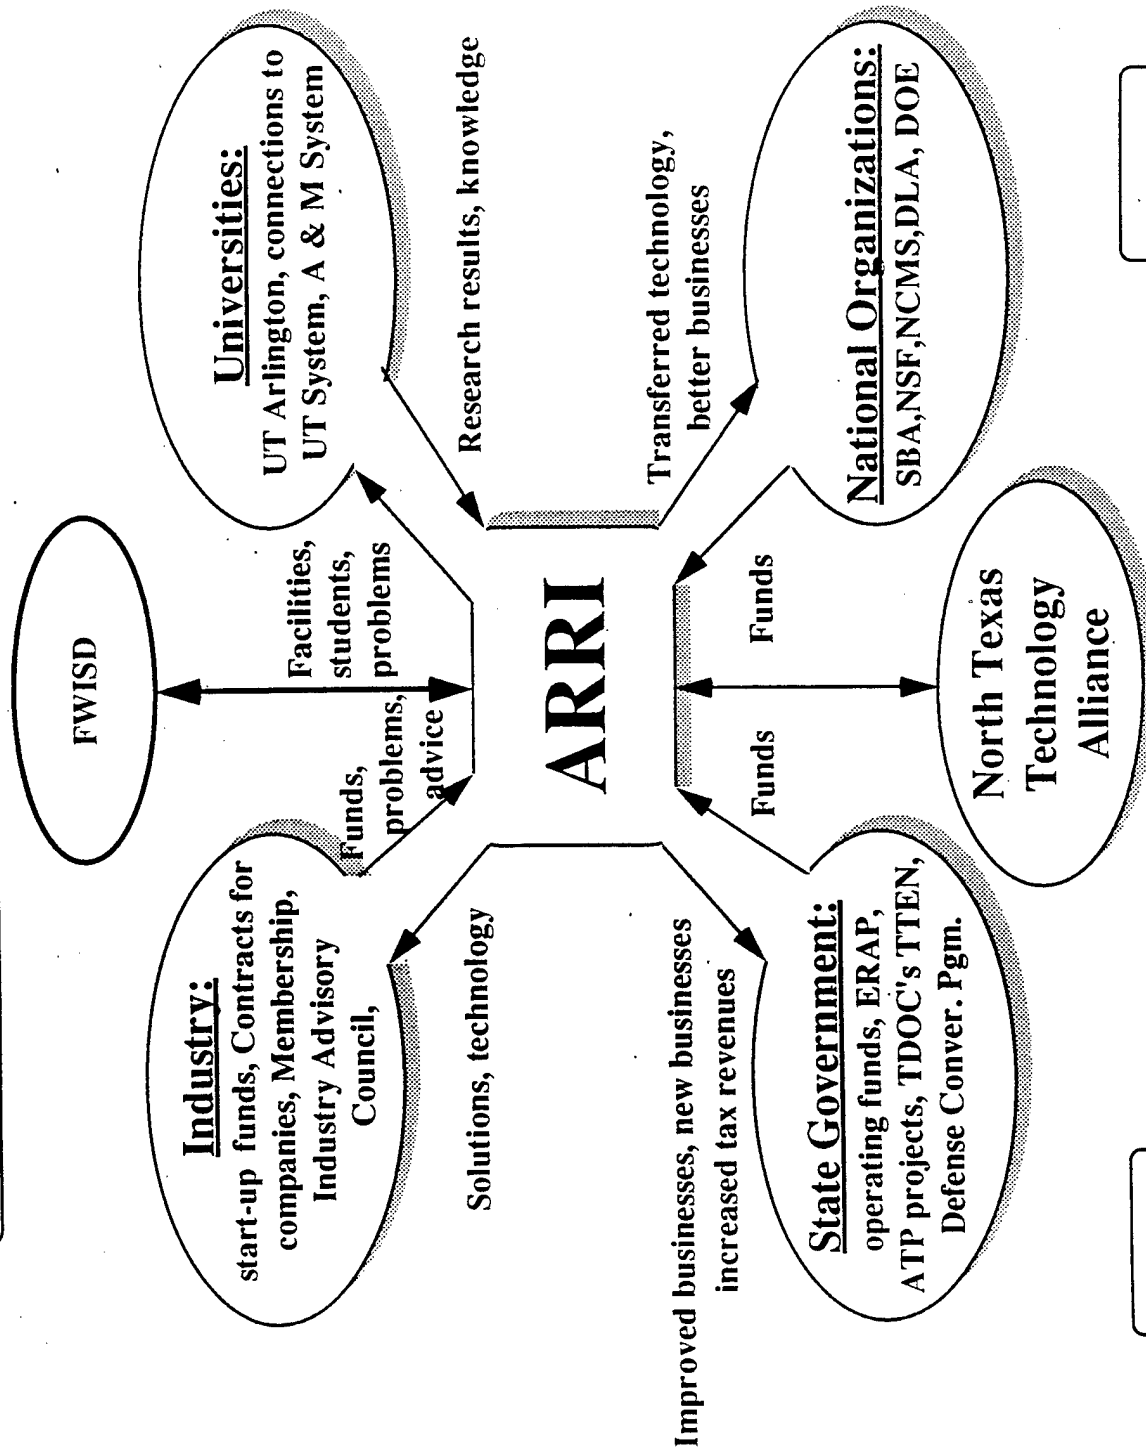 FWISD
Industry:
start-up funds, Contracts for
companies, Membership,
Industry Advisory
Council,
Universities:
UT Arlington, connections to
UT System, A & M System
Funds,
problems,
advice
Facilities,
students,
problems
Solutions, technology
Research results, knowledge
ARRI
Improved businesses, new businesses
increased tax revenues
Transferred technology,
better businesses
Funds
Funds
State Government:
operating funds, ERAP,
ATP projects, TDOC's TTEN,
Defense Conver. Pgm.
National Organizations:
SBA,NSF,NCMS,DLA, DOE
North Texas
Technology
Alliance